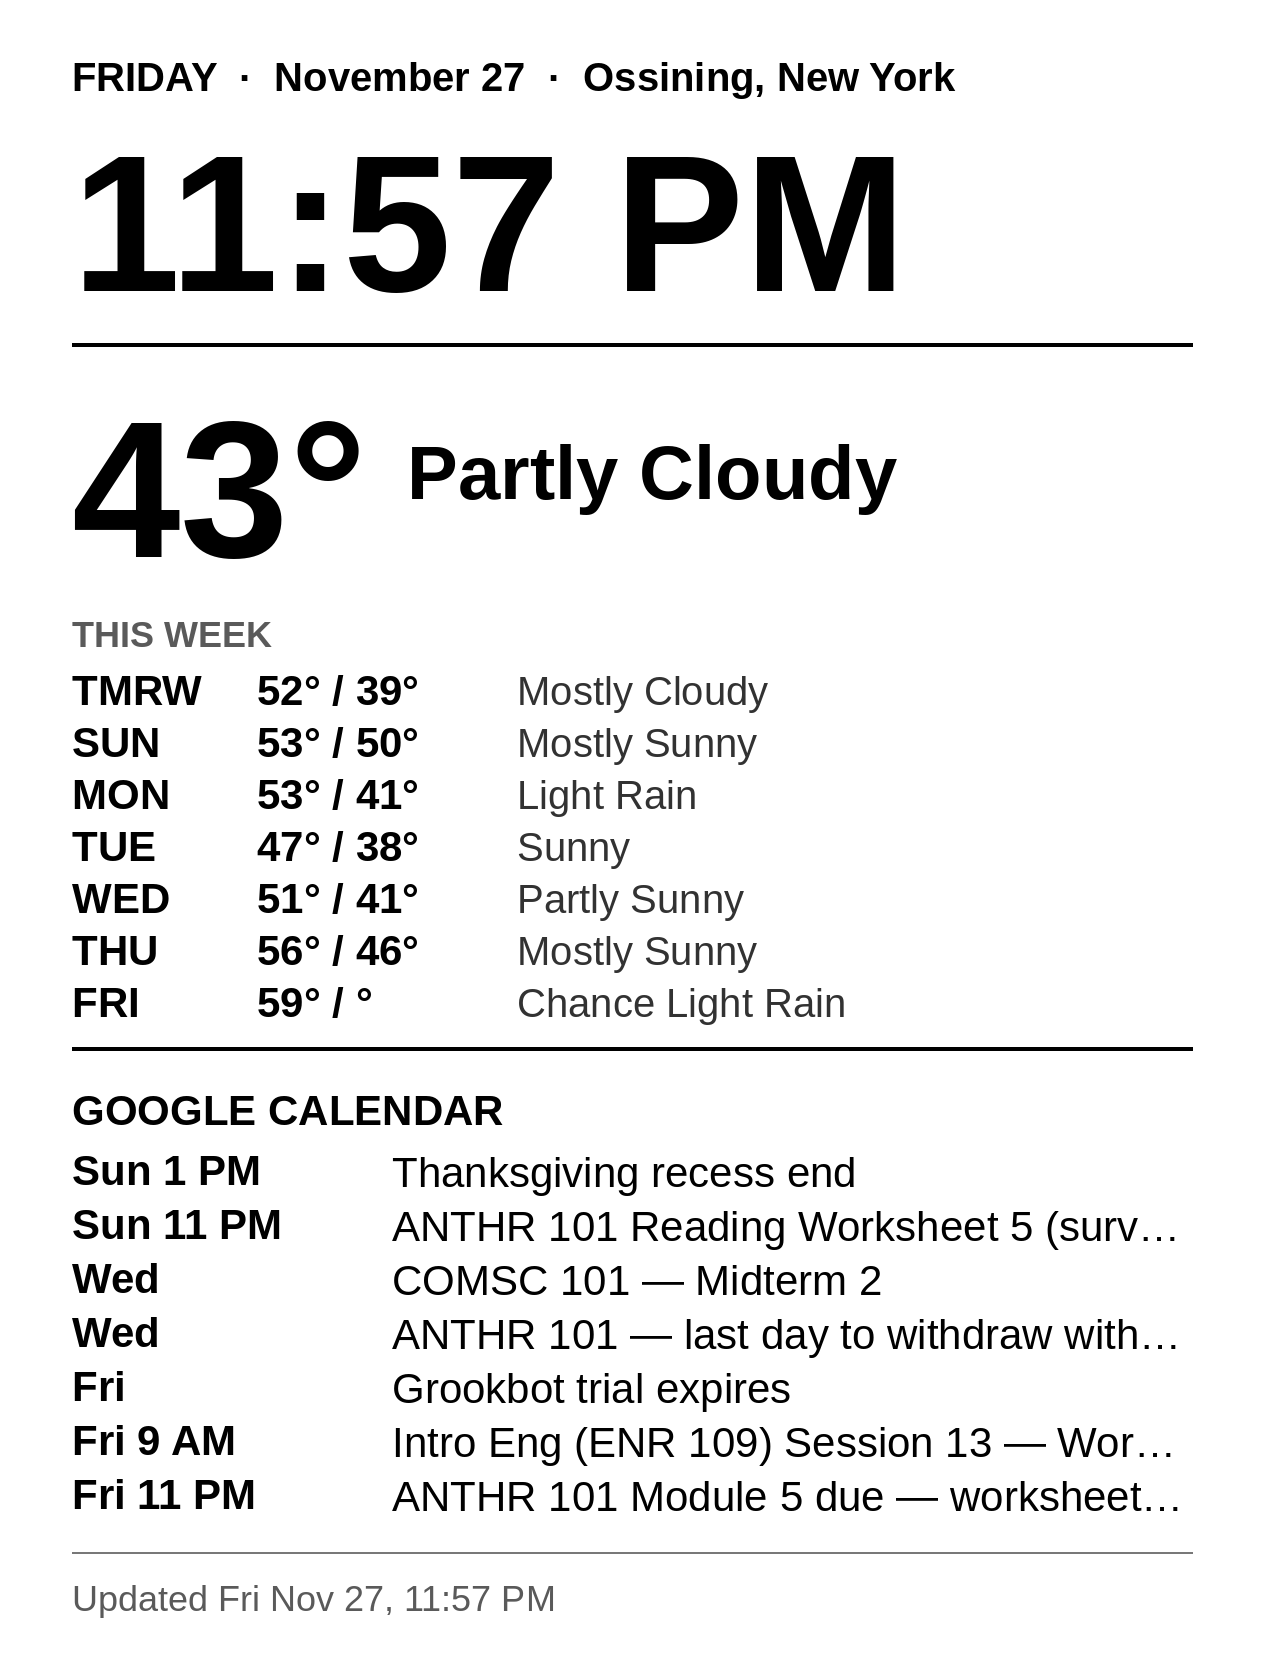 FRIDAY · November 27 · Ossining, New York
11:57 PM
43° Partly Cloudy
THIS WEEK
TMRW 52° / 39° Mostly Cloudy
SUN 53° / 50° Mostly Sunny
MON 53° / 41° Light Rain
TUE 47° / 38° Sunny
WED 51° / 41° Partly Sunny
THU 56° / 46° Mostly Sunny
FRI 59° / ° Chance Light Rain
GOOGLE CALENDAR
Sun 1 PM Thanksgiving recess end
Sun 11 PM ANTHR 101 Reading Worksheet 5 (surv…
Wed COMSC 101 — Midterm 2
Wed ANTHR 101 — last day to withdraw with…
Fri Grookbot trial expires
Fri 9 AM Intro Eng (ENR 109) Session 13 — Wor…
Fri 11 PM ANTHR 101 Module 5 due — worksheet…
Updated Fri Nov 27, 11:57 PM